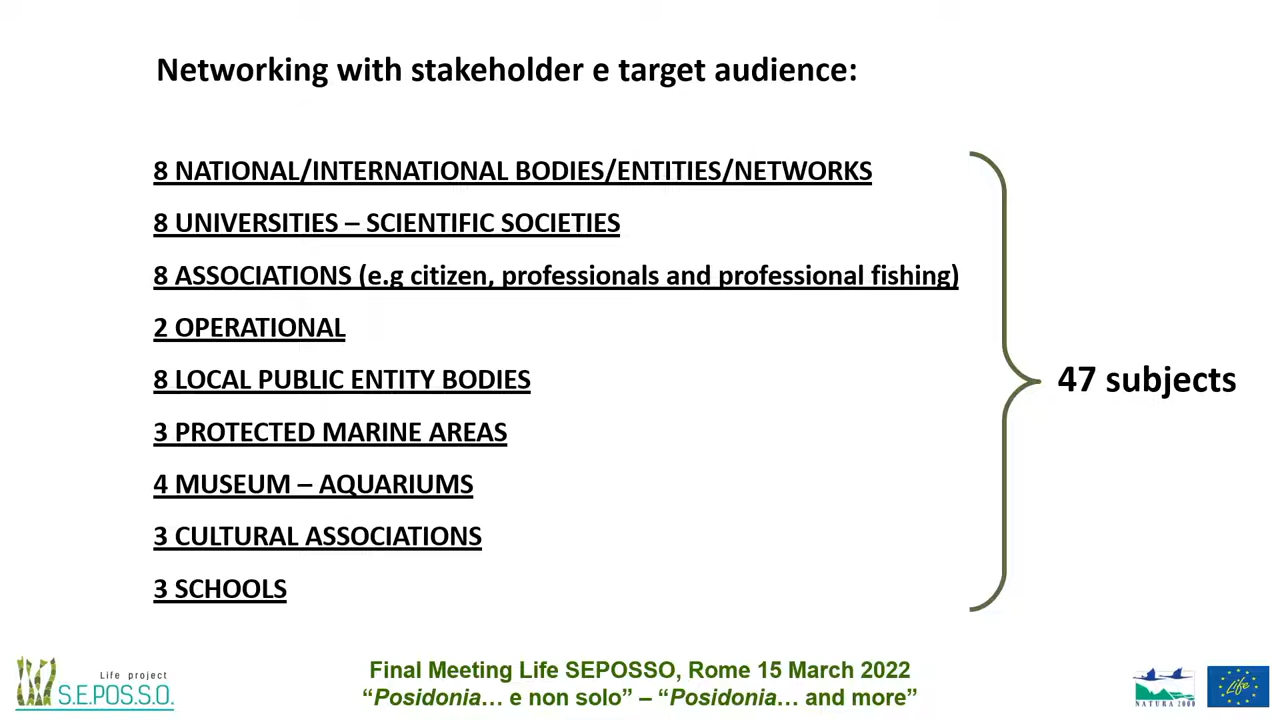 Networking with stakeholder e target audience:
8 NATIONAL/INTERNATIONAL BODIES/ENTITIES/NETWORKS
8 UNIVERSITIES – SCIENTIFIC SOCIETIES
8 ASSOCIATIONS (e.g citizen, professionals and professional fishing)
2 OPERATIONAL
8 LOCAL PUBLIC ENTITY BODIES
3 PROTECTED MARINE AREAS
4 MUSEUM – AQUARIUMS
3 CULTURAL ASSOCIATIONS
3 SCHOOLS
47 subjects
Life project
S.E.POS.S.O.
Final Meeting Life SEPOSSO, Rome 15 March 2022
“Posidonia… e non solo” – “Posidonia… and more”
NATURA 2000
Life